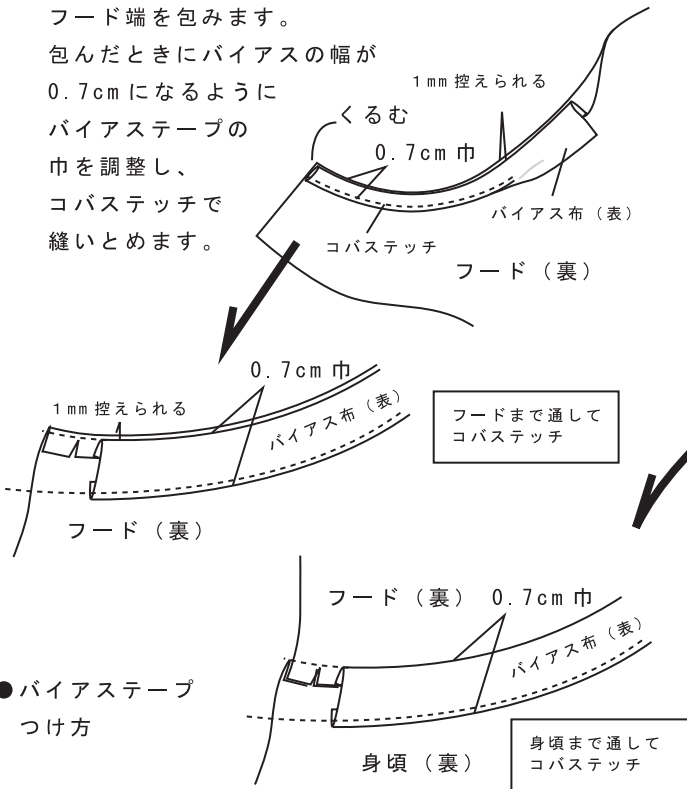 フード端を包みます。
包んだときにバイアスの幅が
0.7cmになるように
バイアステープの
巾を調整し、
コバステッチで
縫いとめます。
1mm控えられる
くるむ
0.7cm巾
バイアス布（表）
コバステッチ
フード（裏）
0.7cm巾
1mm控えられる
バイアス布（表）
フードまで通して
コバステッチ
フード（裏）
フード（裏）
0.7cm巾
バイアス布（表）
●バイアステープ
つけ方
身頃（裏）
身頃まで通して
コバステッチ